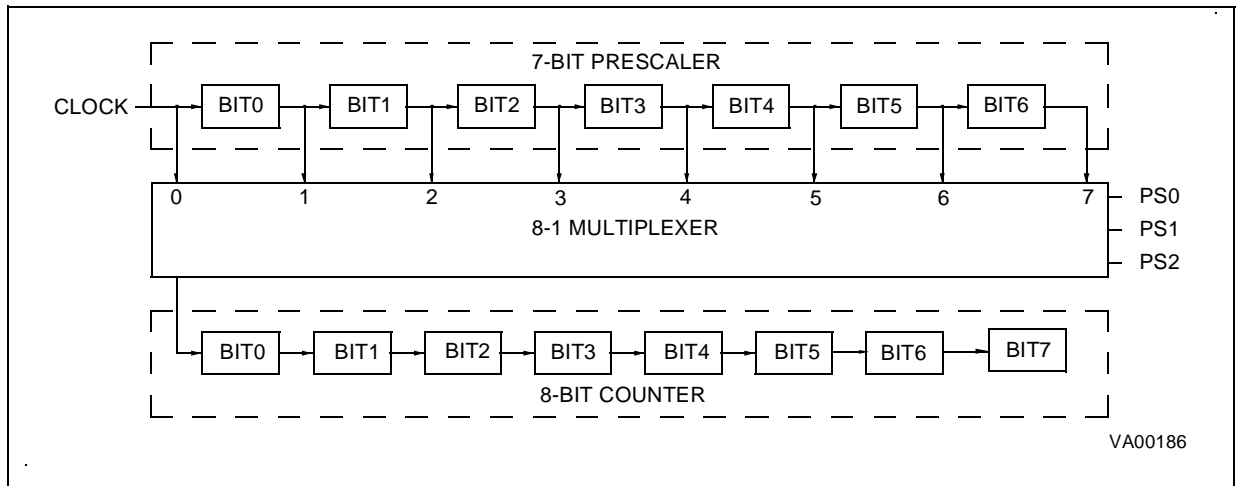 7-BIT PRESCALER
CLOCK BIT0 BIT1 BIT2 BIT3 BIT4 BIT5 BIT6
0 1 2 3 4 5 6 7 PS0
8-1 MULTIPLEXER PS1
PS2
BIT0 BIT1 BIT2 BIT3 BIT4 BIT5 BIT6 BIT7
8-BIT COUNTER
VA00186